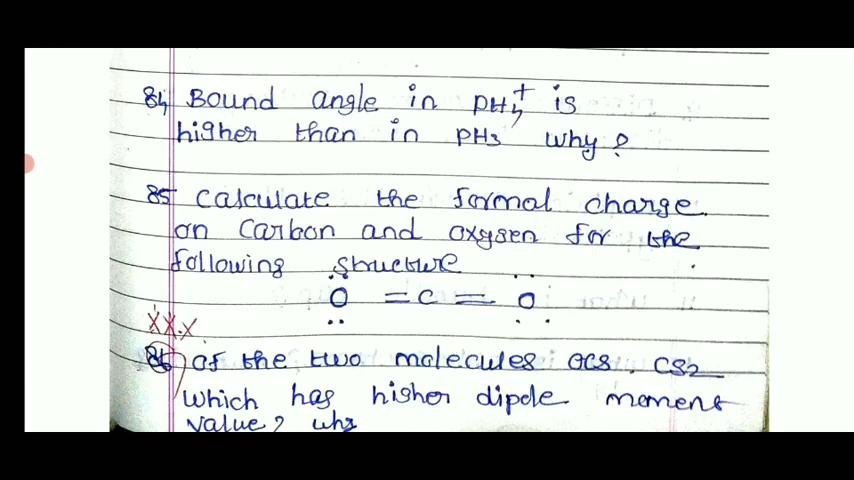 84 Bound angle in pH4+ is
higher than in pH3 why?
85 calculate the formal charge.
on carbon and oxygen for the
following structure
O = C = O
XX.X
86 of the two molecules ocs. CS2
which has higher dipole moment
value? why